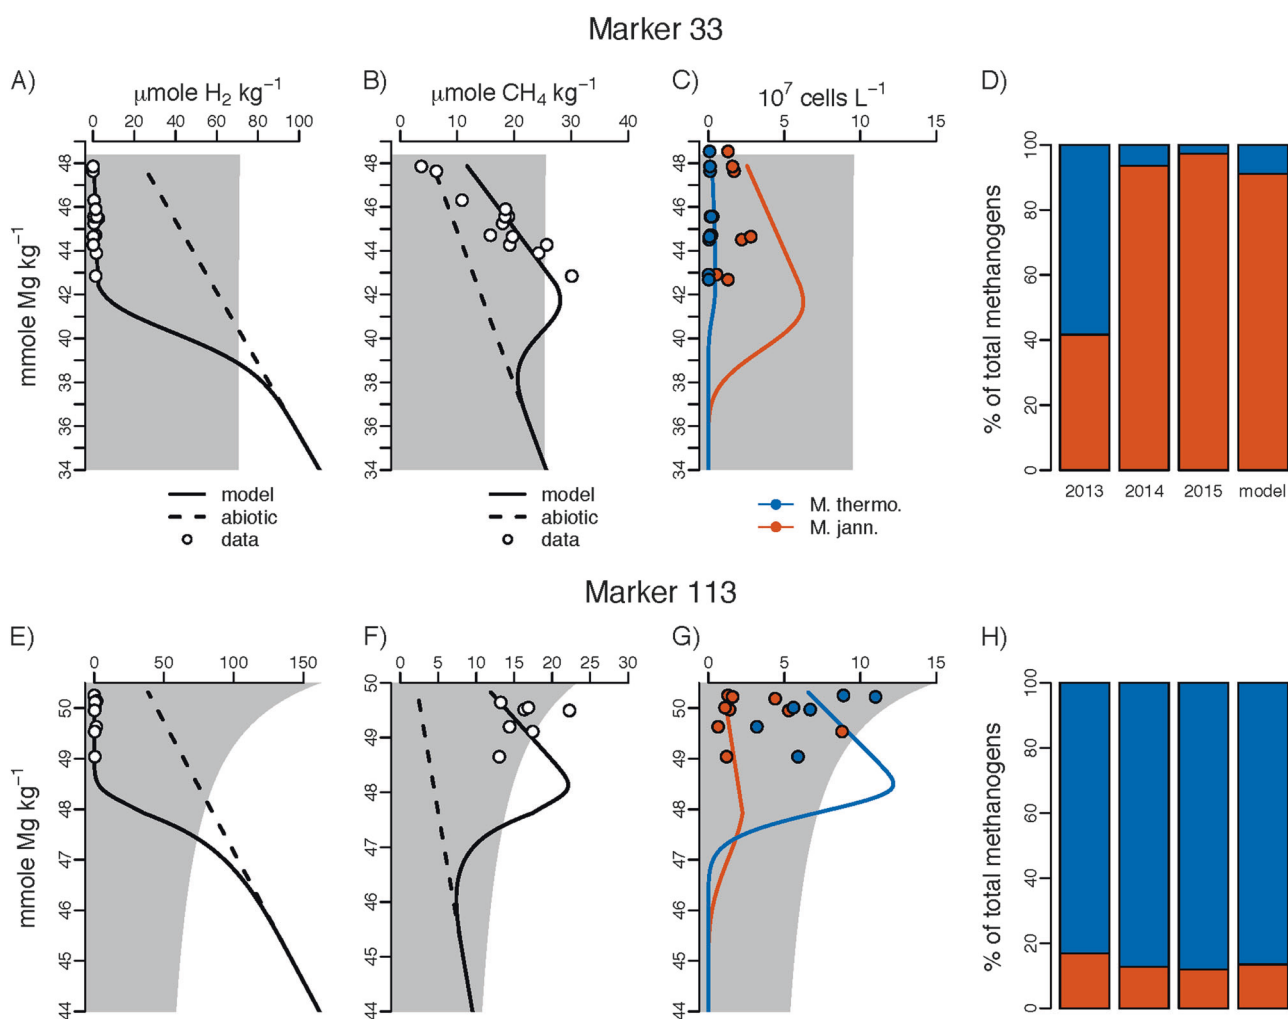 Marker 33
A) B) C) D)
μmole H₂ kg⁻¹ μmole CH₄ kg⁻¹ 10⁷ cells L⁻¹
0 20 40 60 80 100
0 10 20 30 40
0 5 10 15
mmole Mg kg⁻¹
48 46 44 42 40 38 36 34
48 46 44 42 40 38 36 34
48 46 44 42 40 38 36 34
% of total methanogens
100 80 60 40 20 0
2013 2014 2015 model
model
abiotic
data
model
abiotic
data
M. thermo.
M. jann.
Marker 113
E) F) G) H)
0 50 100 150
0 5 10 15 20 25 30
0 5 10 15
mmole Mg kg⁻¹
50 49 48 47 46 45 44
50 50 49 48 47 46 45 44
50 49 48 47 46 45 44
% of total methanogens
100 80 60 40 20 0